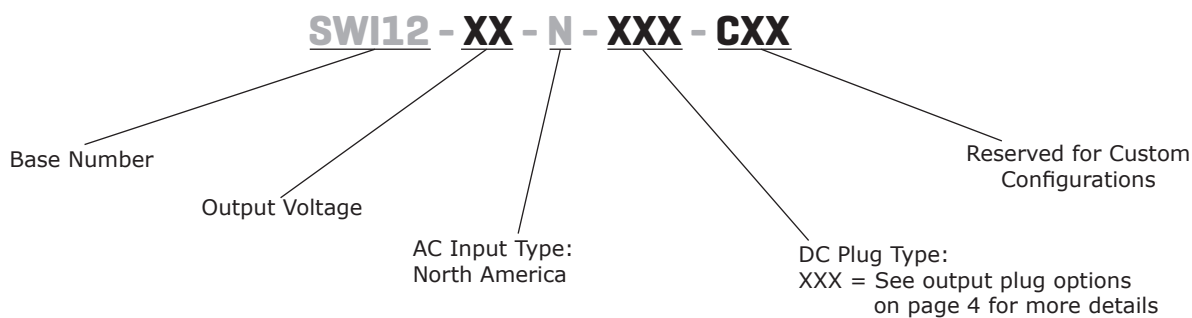 SWI12 - XX - N - XXX - CXX
Base Number
Output Voltage
AC Input Type:
North America
DC Plug Type:
XXX = See output plug options
on page 4 for more details
Reserved for Custom
Configurations